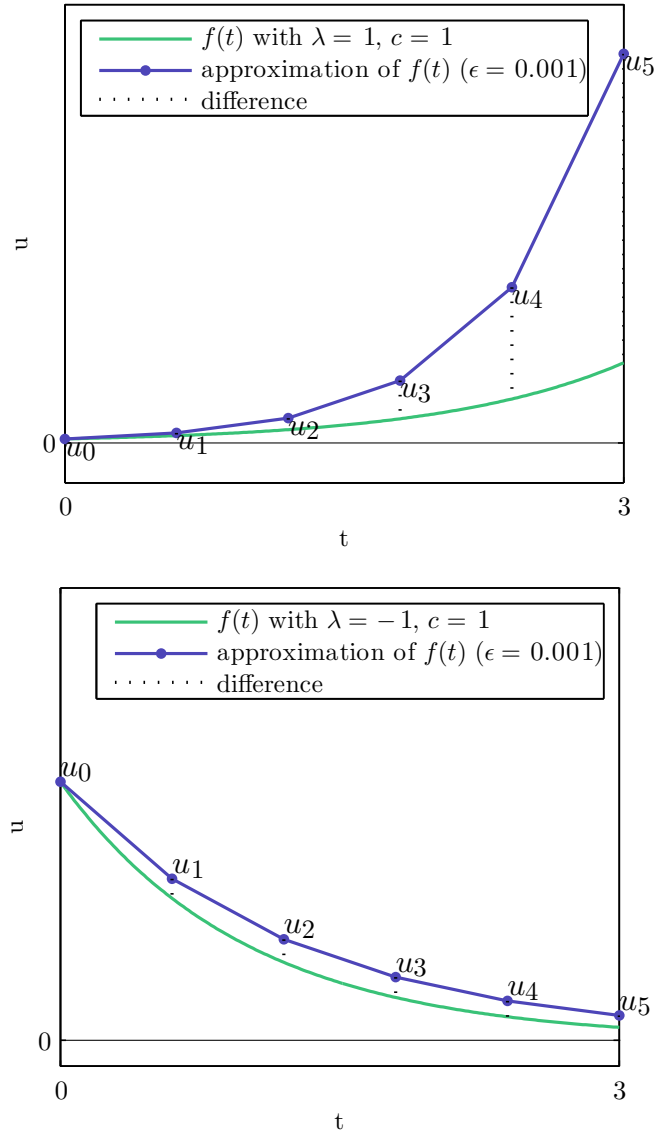 f(t) with λ = 1, c = 1
approximation of f(t) (ϵ = 0.001)
difference
u
u5
u4
u3
u2
u1
u0
0
0
3
t
f(t) with λ = −1, c = 1
approximation of f(t) (ϵ = 0.001)
difference
u
u0
u1
u2
u3
u4
u5
0
0
3
t